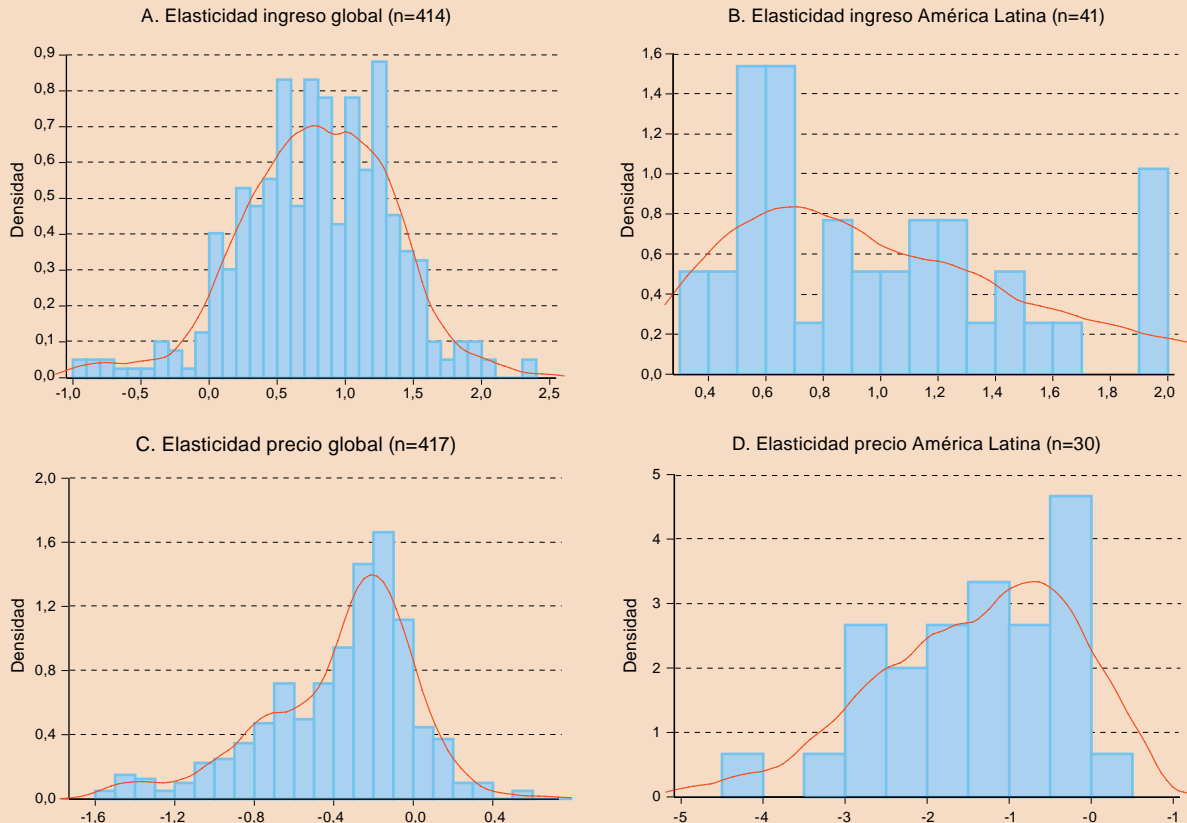 A. Elasticidad ingreso global (n=414)
Densidad
0,9
0,8
0,7
0,6
0,5
0,4
0,3
0,2
0,1
0,0
-1,0 -0,5 0,0 0,5 1,0 1,5 2,0 2,5
B. Elasticidad ingreso América Latina (n=41)
Densidad
1,6
1,4
1,2
1,0
0,8
0,6
0,4
0,2
0,0
0,4 0,6 0,8 1,0 1,2 1,4 1,6 1,8 2,0
C. Elasticidad precio global (n=417)
Densidad
2,0
1,6
1,2
0,8
0,4
0,0
-1,6 -1,2 -0,8 -0,4 0,0 0,4
D. Elasticidad precio América Latina (n=30)
Densidad
5
4
3
2
1
0
-5 -4 -3 -2 -1 -0 -1